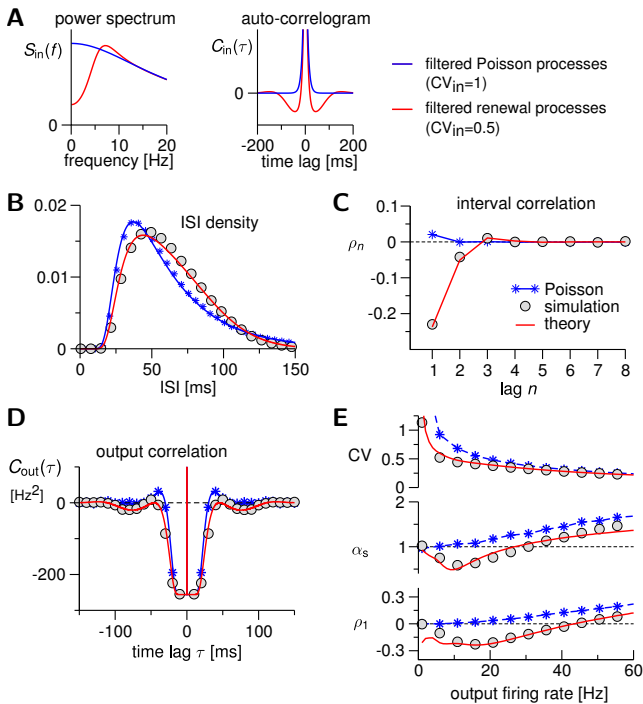 A
power spectrum
S_in(f)
0
0
10
20
frequency [Hz]
auto-correlogram
C_in(τ)
0
-200
0
200
time lag [ms]
filtered Poisson processes
(CV_in=1)
filtered renewal processes
(CV_in=0.5)
B
ISI density
0.02
0.01
0
0
50
100
150
ISI [ms]
C
interval correlation
ρ_n
0.1
0
-0.1
-0.2
Poisson
simulation
theory
1 2 3 4 5 6 7 8
lag n
D
output correlation
C_out(τ)
[Hz²]
0
-200
-100
0
100
time lag τ [ms]
E
CV
1
0.5
0
α_s
2
1
0
ρ_1
0.3
0
-0.3
0
20
40
60
output firing rate [Hz]